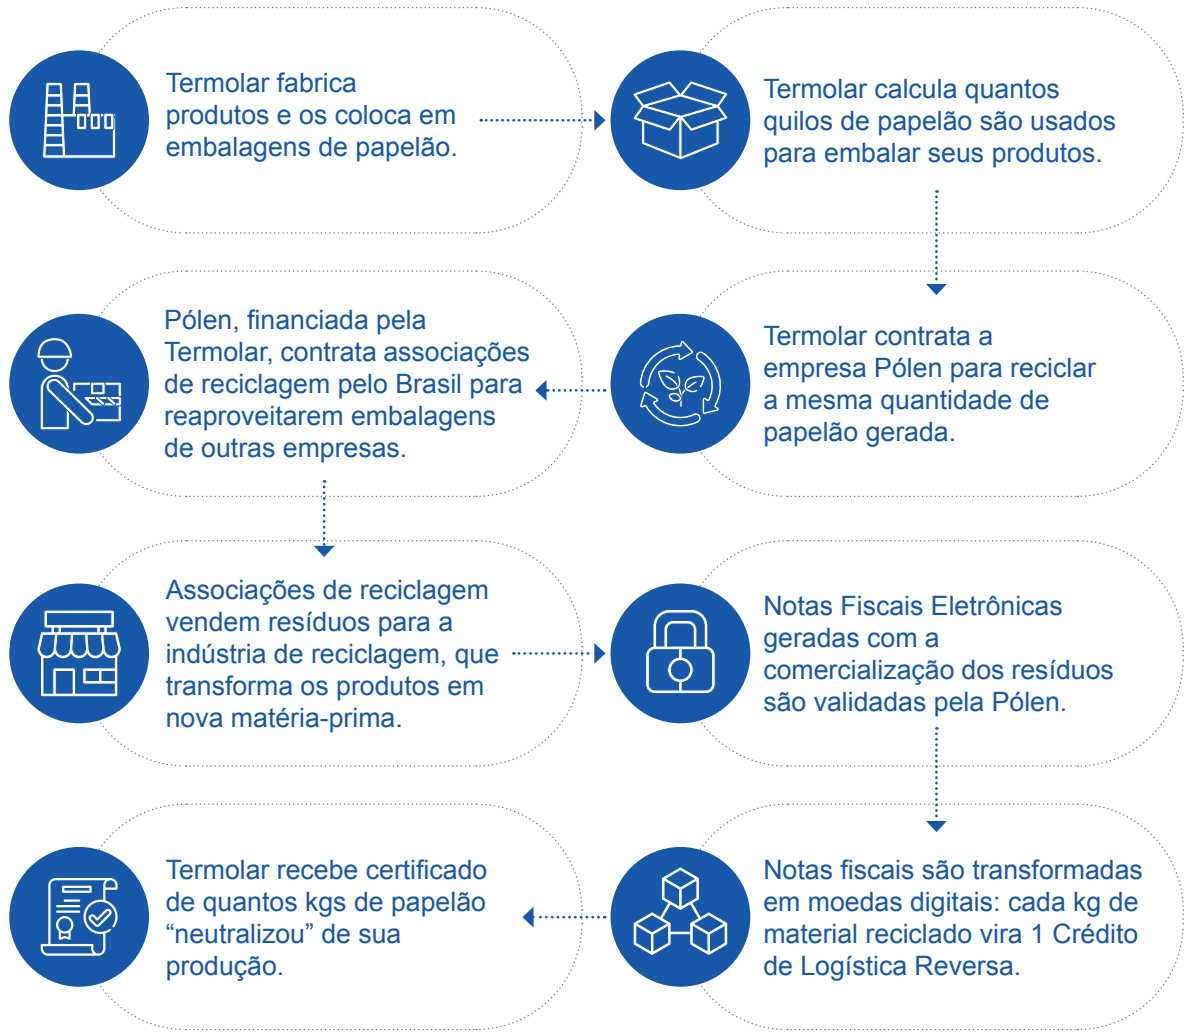 Termolar fabrica
produtos e os coloca em
embalagens de papelão.
Termolar calcula quantos
quilos de papelão são usados
para embalar seus produtos.
Termolar contrata a
empresa Pólen para reciclar
a mesma quantidade de
papelão gerada.
Pólen, financiada pela
Termolar, contrata associações
de reciclagem pelo Brasil para
reaproveitarem embalagens
de outras empresas.
Associações de reciclagem
vendem resíduos para a
indústria de reciclagem, que
transforma os produtos em
nova matéria-prima.
Notas Fiscais Eletrônicas
geradas com a
comercialização dos resíduos
são validadas pela Pólen.
Notas fiscais são transformadas
em moedas digitais: cada kg de
material reciclado vira 1 Crédito
de Logística Reversa.
Termolar recebe certificado
de quantos kgs de papelão
“neutralizou” de sua
produção.